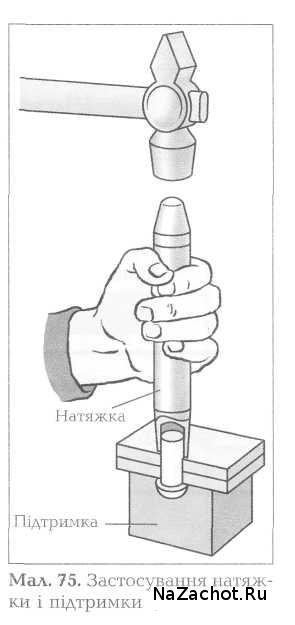 Натяжка
Підтримка
Мал. 75. Застосування натяж-
ки і підтримки
NaZachot.Ru